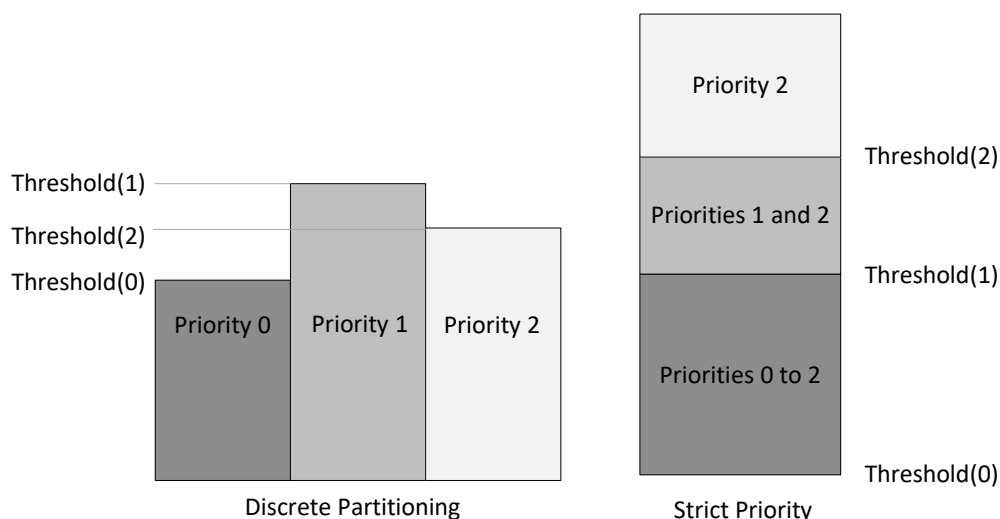 Threshold(1)
Threshold(2)
Threshold(0)
Priority 0
Priority 1
Priority 2
Discrete Partitioning
Priority 2
Priorities 1 and 2
Priorities 0 to 2
Threshold(2)
Threshold(1)
Threshold(0)
Strict Priority